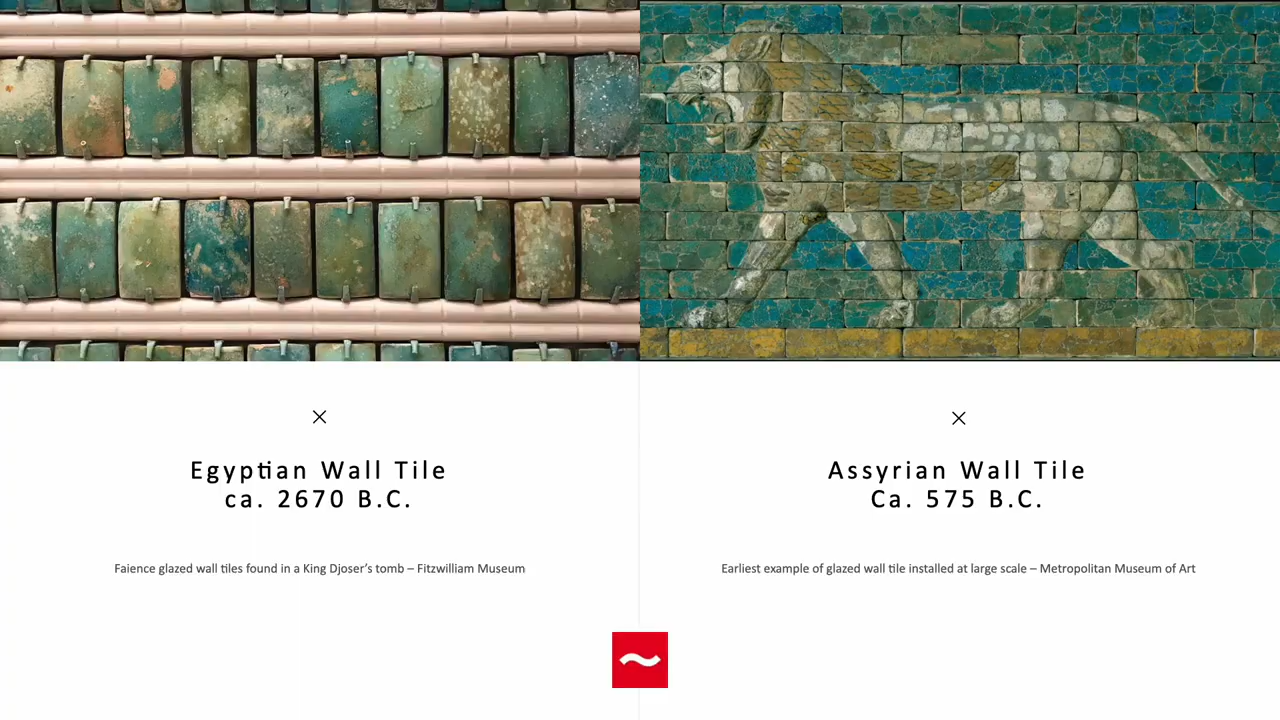 Egyptian Wall Tile
ca. 2670 B.C.
Faience glazed wall tiles found in a King Djoser's tomb – Fitzwilliam Museum
Assyrian Wall Tile
Ca. 575 B.C.
Earliest example of glazed wall tile installed at large scale – Metropolitan Museum of Art